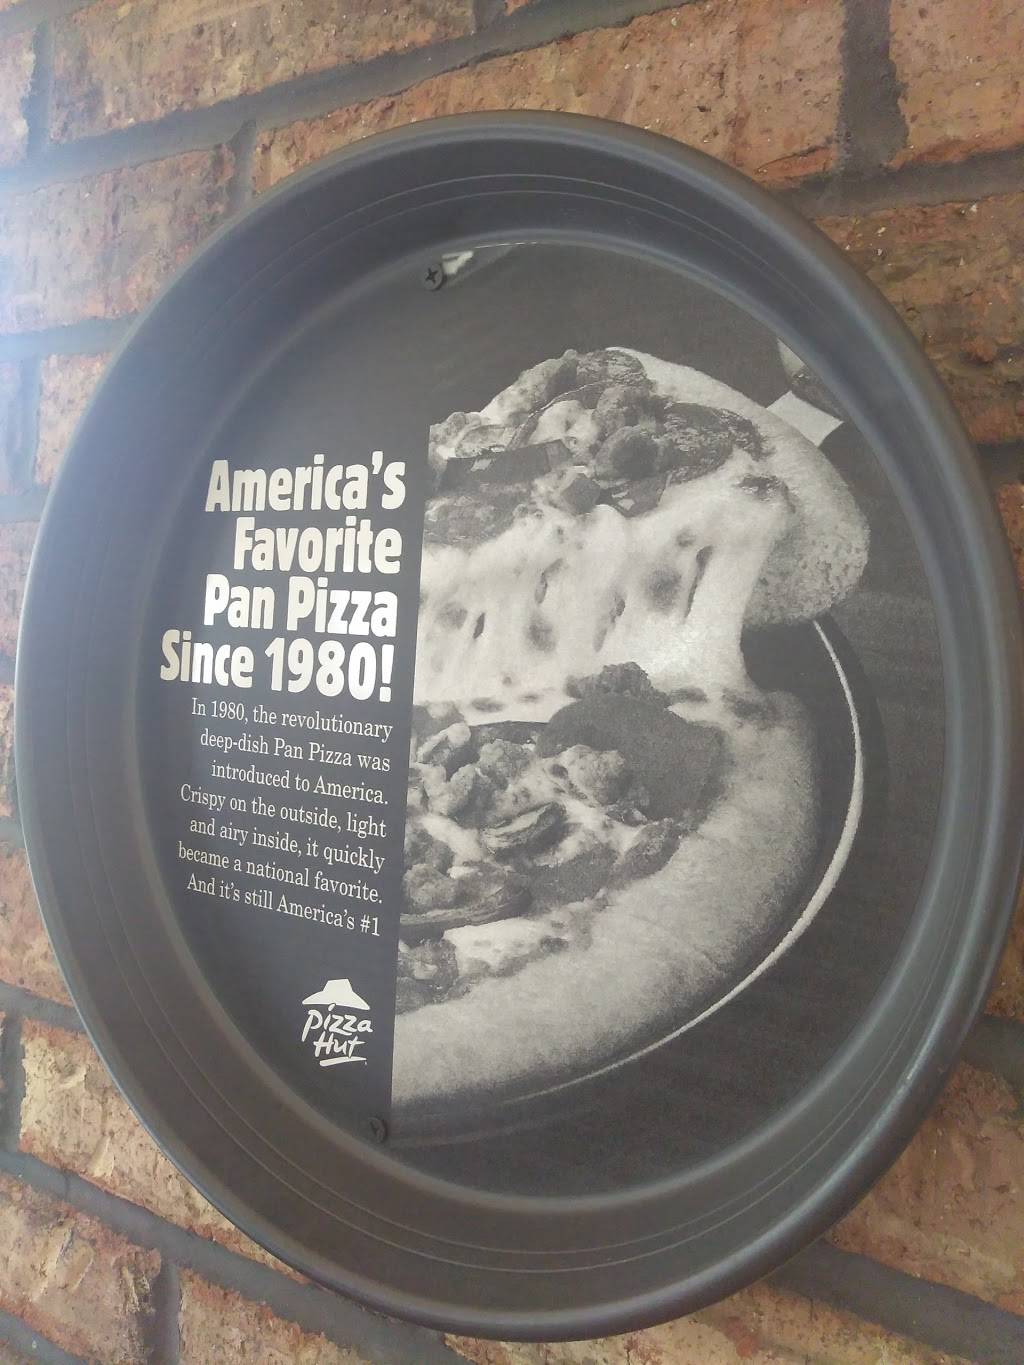 America's
Favorite
Pan Pizza
Since 1980!
In 1980, the revolutionary
deep-dish Pan Pizza was
introduced to America.
Crispy on the outside, light
and airy inside, it quickly
became a national favorite.
And it's still America's #1
Pizza
Hut